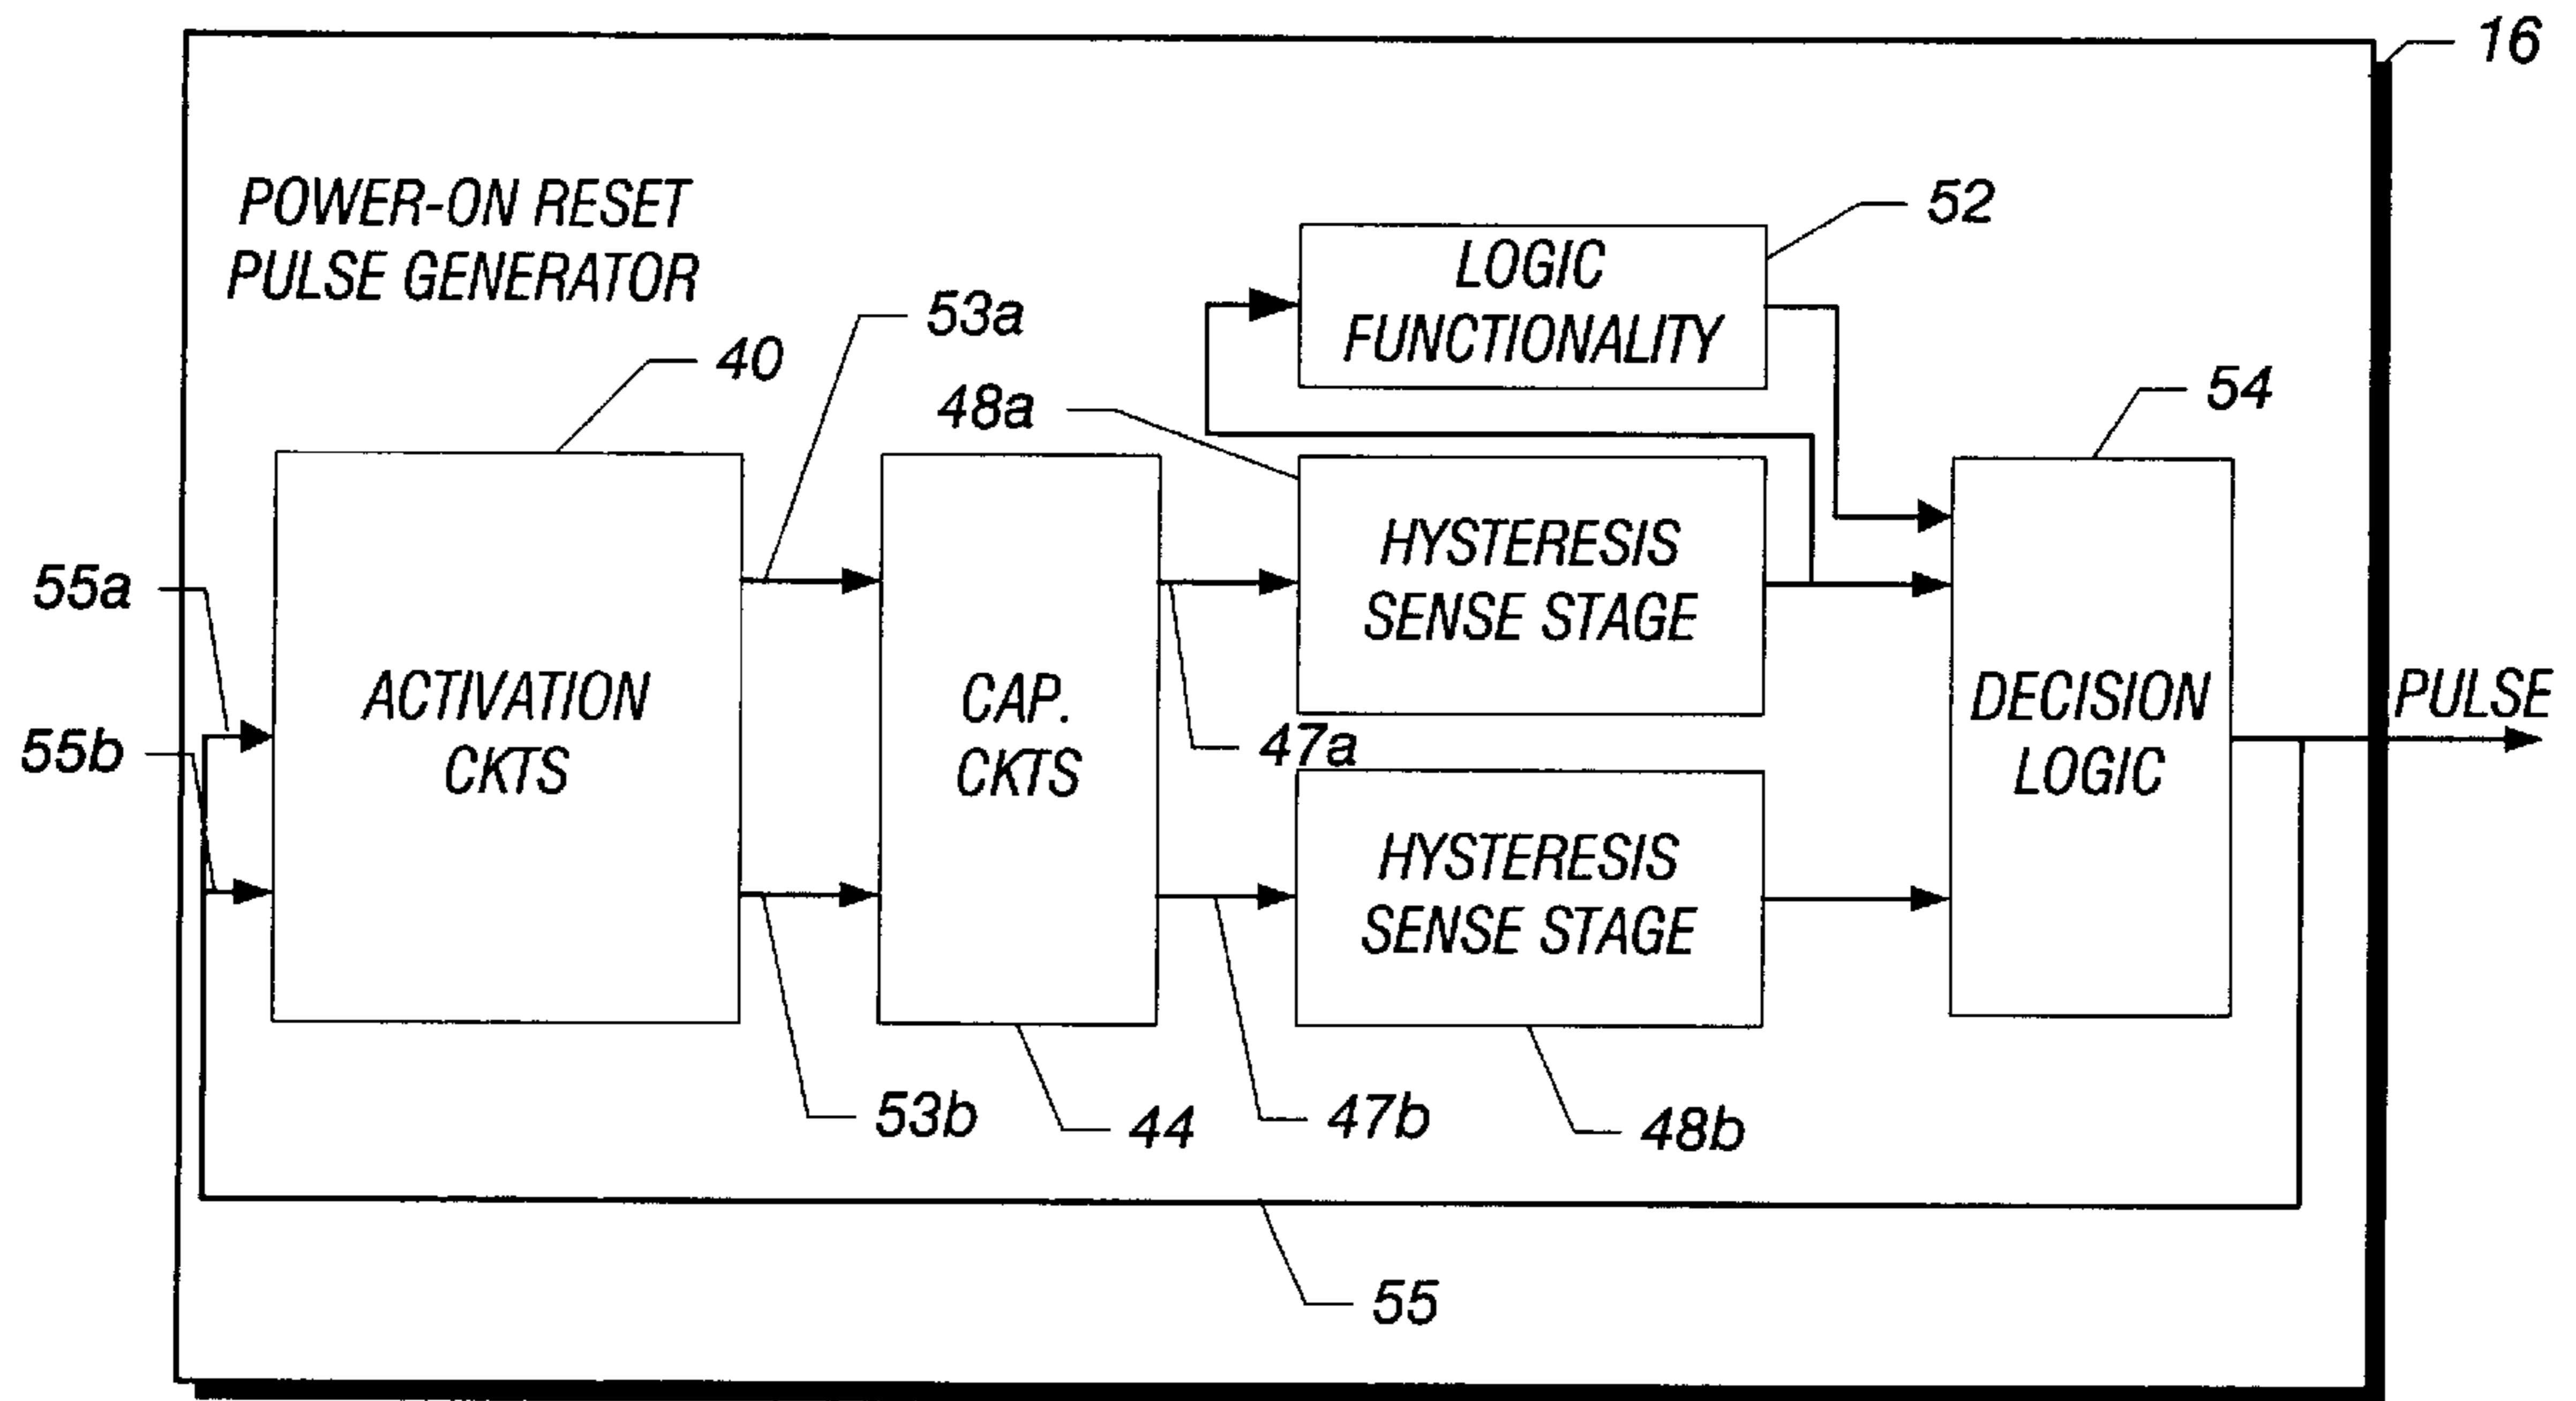 16
POWER-ON RESET
PULSE GENERATOR
52
LOGIC
FUNCTIONALITY
53a
40
48a
54
55a
55b
ACTIVATION
CKTS
CAP.
CKTS
HYSTERESIS
SENSE STAGE
47a
HYSTERESIS
SENSE STAGE
DECISION
LOGIC
PULSE
53b
44
47b
48b
55